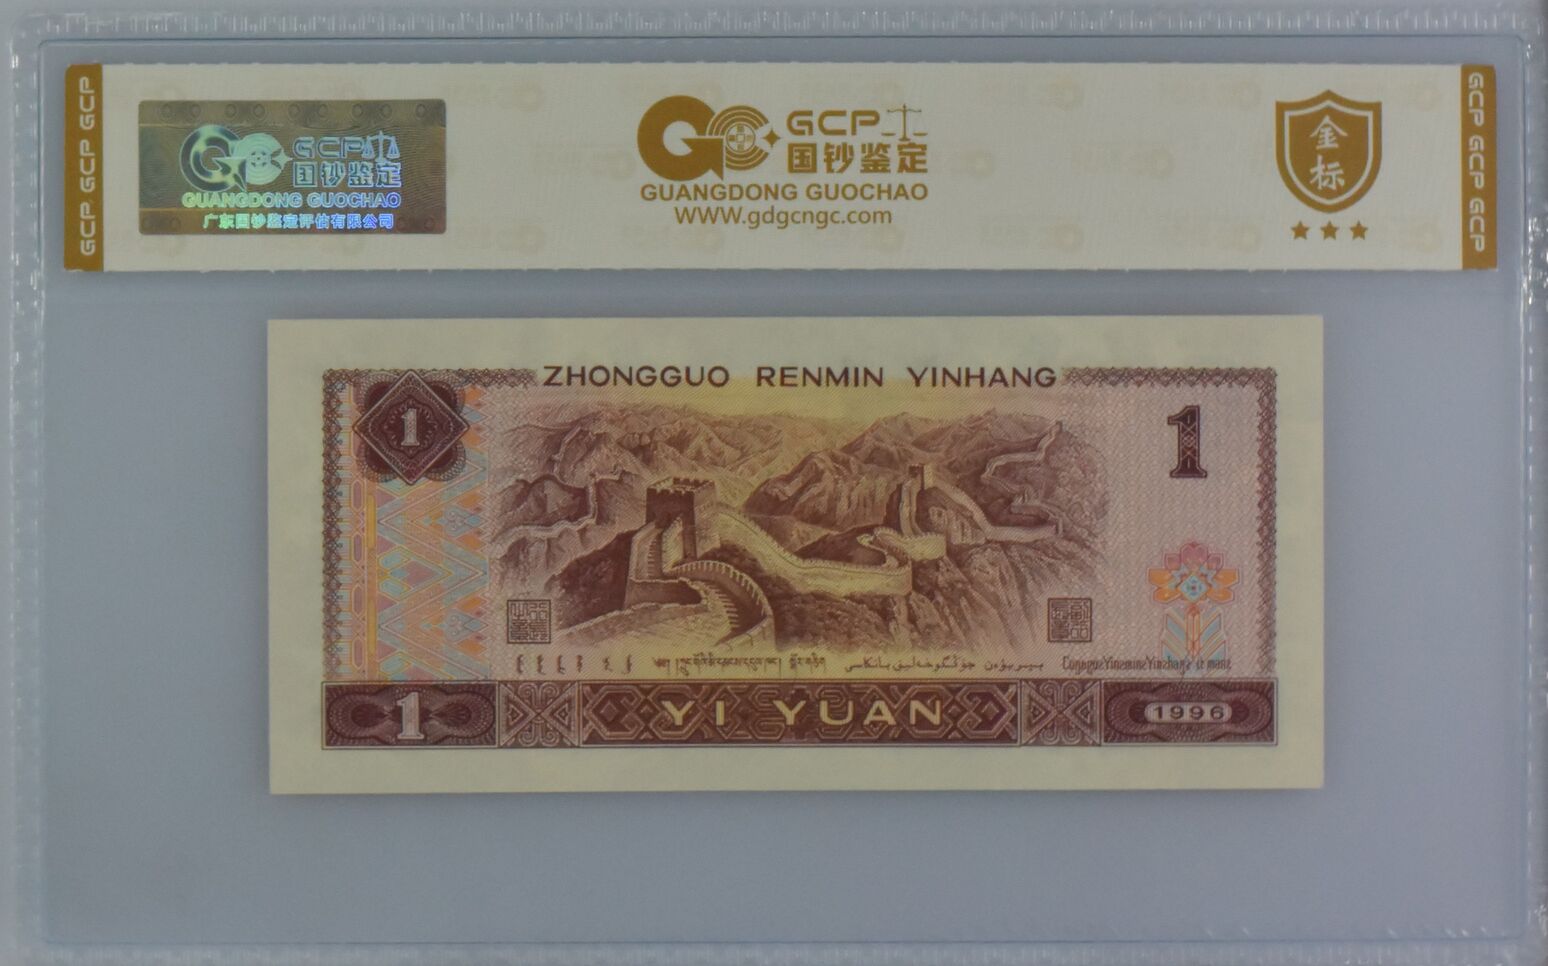 GCP GCP GCP
GCP
国钞鉴定
GUANGDONG GUOCHAO
广东国钞鉴定评估有限公司
GCP
国钞鉴定
GUANGDONG GUOCHAO
WWW.gdgcngc.com
金标
GCP GCP GCP
ZHONGGUO RENMIN YINHANG
1
1
YI YUAN
1
1996